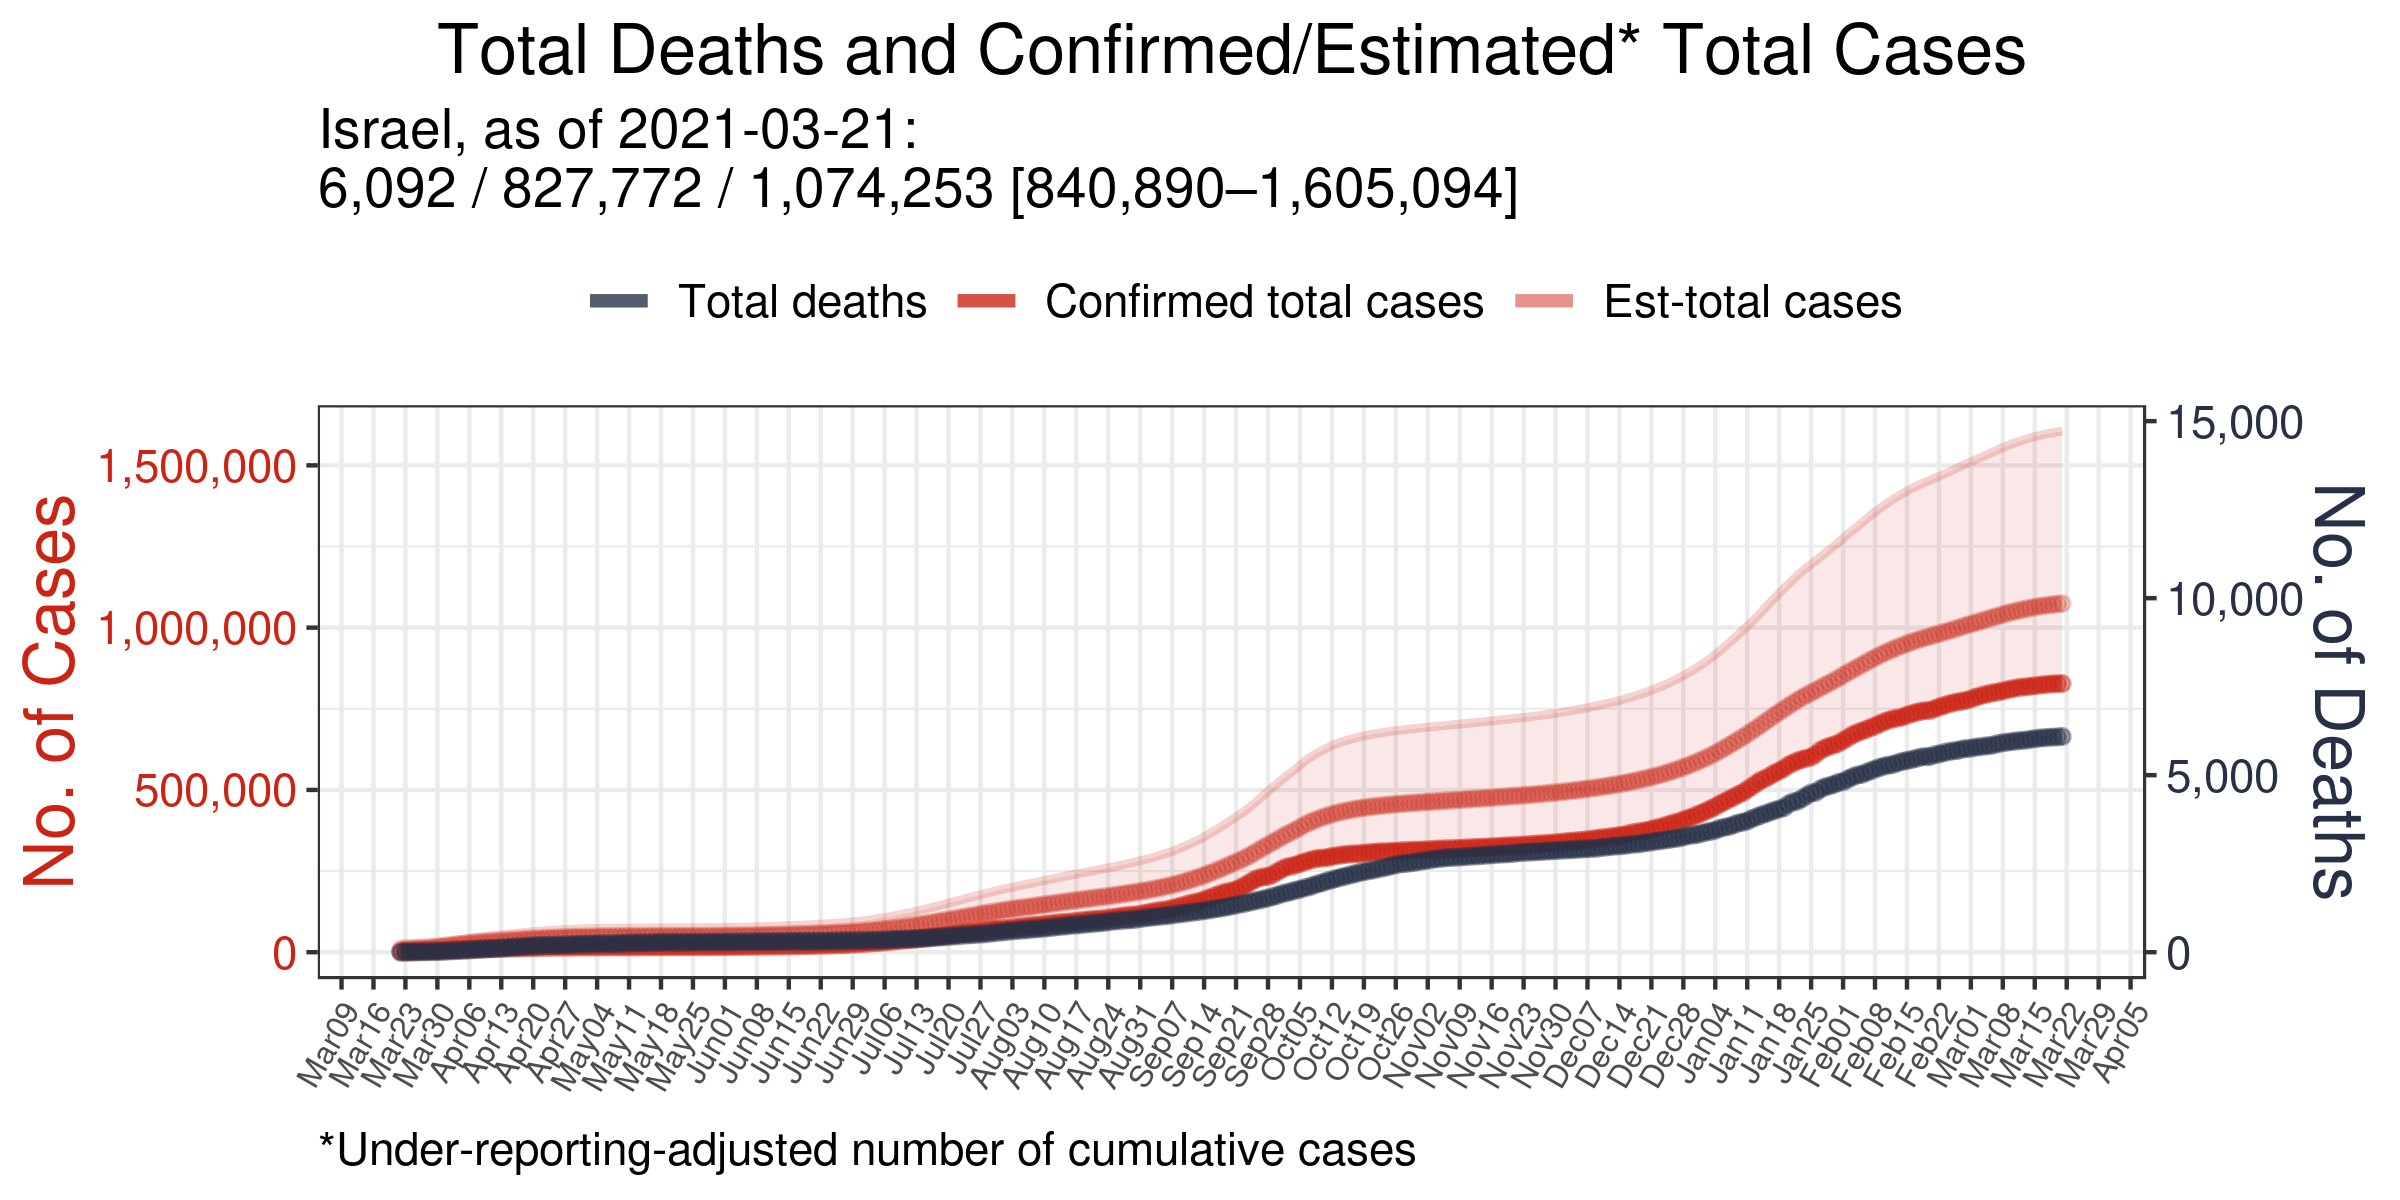 Total Deaths and Confirmed/Estimated* Total Cases
Israel, as of 2021-03-21:
6,092 / 827,772 / 1,074,253 [840,890–1,605,094]
Total deaths
Confirmed total cases
Est-total cases
No. of Cases
1,500,000
1,000,000
500,000
0
15,000
10,000
5,000
0
No. of Deaths
Mar09
Mar16
Mar23
Mar30
Apr06
Apr13
Apr20
Apr27
May04
May11
May18
May25
Jun01
Jun08
Jun15
Jun22
Jun29
Jul06
Jul13
Jul20
Jul27
Aug03
Aug10
Aug17
Aug24
Aug31
Sep07
Sep14
Sep21
Sep28
Oct05
Oct12
Oct19
Oct26
Nov02
Nov09
Nov16
Nov23
Nov30
Dec07
Dec14
Dec21
Dec28
Jan04
Jan11
Jan18
Jan25
Feb01
Feb08
Feb15
Feb22
Mar01
Mar08
Mar15
Mar22
Mar29
Apr05
*Under-reporting-adjusted number of cumulative cases